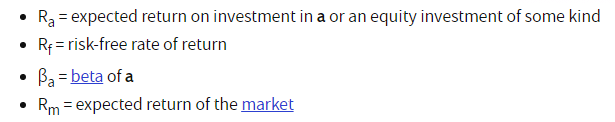 • Ra = expected return on investment in a or an equity investment of some kind
• Rf = risk-free rate of return
• βa = beta of a
• Rm = expected return of the market